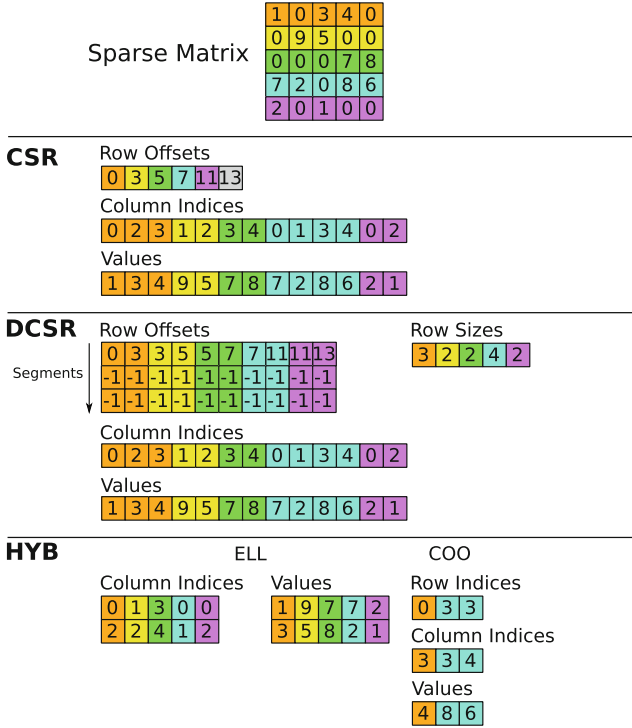 Sparse Matrix
1 0 3 4 0
0 9 5 0 0
0 0 0 7 8
7 2 0 8 6
2 0 1 0 0
CSR
Row Offsets
0 3 5 7 11 13
Column Indices
0 2 3 1 2 3 4 0 1 3 4 0 2
Values
1 3 4 9 5 7 8 7 2 8 6 2 1
DCSR
Row Offsets
Row Sizes
Segments
0 3 3 5 5 7 7 11 11 13
3 2 2 4 2
-1 -1 -1 -1 -1 -1 -1 -1 -1 -1
-1 -1 -1 -1 -1 -1 -1 -1 -1 -1
Column Indices
0 2 3 1 2 3 4 0 1 3 4 0 2
Values
1 3 4 9 5 7 8 7 2 8 6 2 1
HYB
ELL
COO
Column Indices
0 1 3 0 0
2 2 4 1 2
Values
1 9 7 7 2
3 5 8 2 1
Row Indices
0 3 3
Column Indices
3 3 4
Values
4 8 6